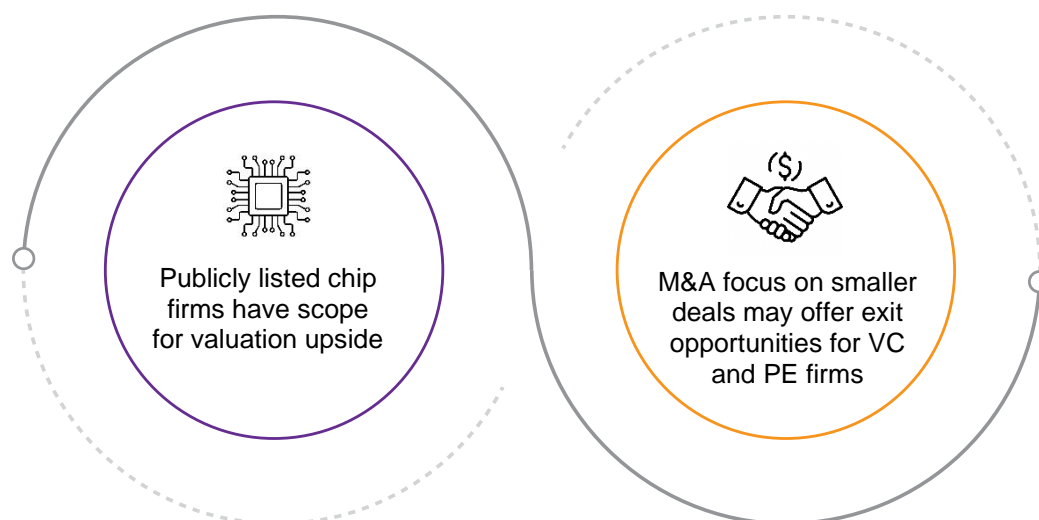 Publicly listed chip
firms have scope
for valuation upside
($)
M&A focus on smaller
deals may offer exit
opportunities for VC
and PE firms